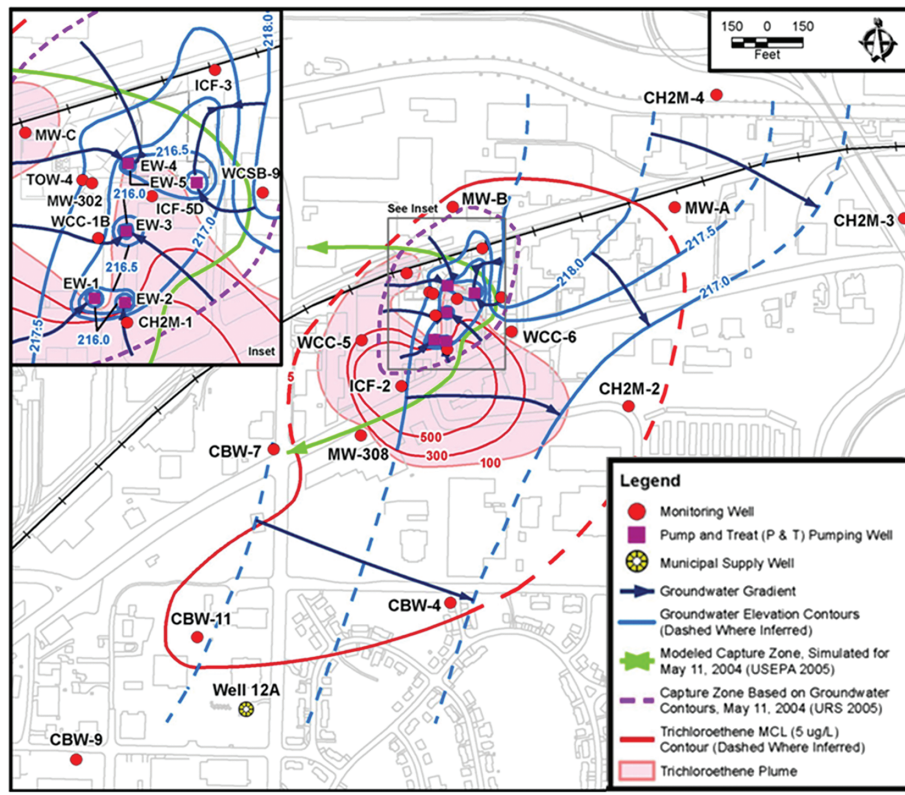 150 0 150
Feet
218.0
ICF-3
MW-C
216.5
EW-4
TOW-4
EW-5
WCSB-9
MW-302
216.0
ICF-5D
WCC-1B
EW-3
217.0
216.5
EW-1
EW-2
CH2M-1
217.5
216.0
Inset
CH2M-4
MW-B
See Inset
MW-A
CH2M-3
217.5
218.0
217.0
WCC-5
WCC-6
5
ICF-2
CH2M-2
500
300
100
CBW-7
MW-308
CBW-4
CBW-11
Well 12A
CBW-9
Legend
Monitoring Well
Pump and Treat (P & T) Pumping Well
Municipal Supply Well
Groundwater Gradient
Groundwater Elevation Contours
(Dashed Where Inferred)
Modeled Capture Zone, Simulated for
May 11, 2004 (USEPA 2005)
Capture Zone Based on Groundwater
Contours, May 11, 2004 (URS 2005)
Trichloroethene MCL (5 ug/L)
Contour (Dashed Where Inferred)
Trichloroethene Plume